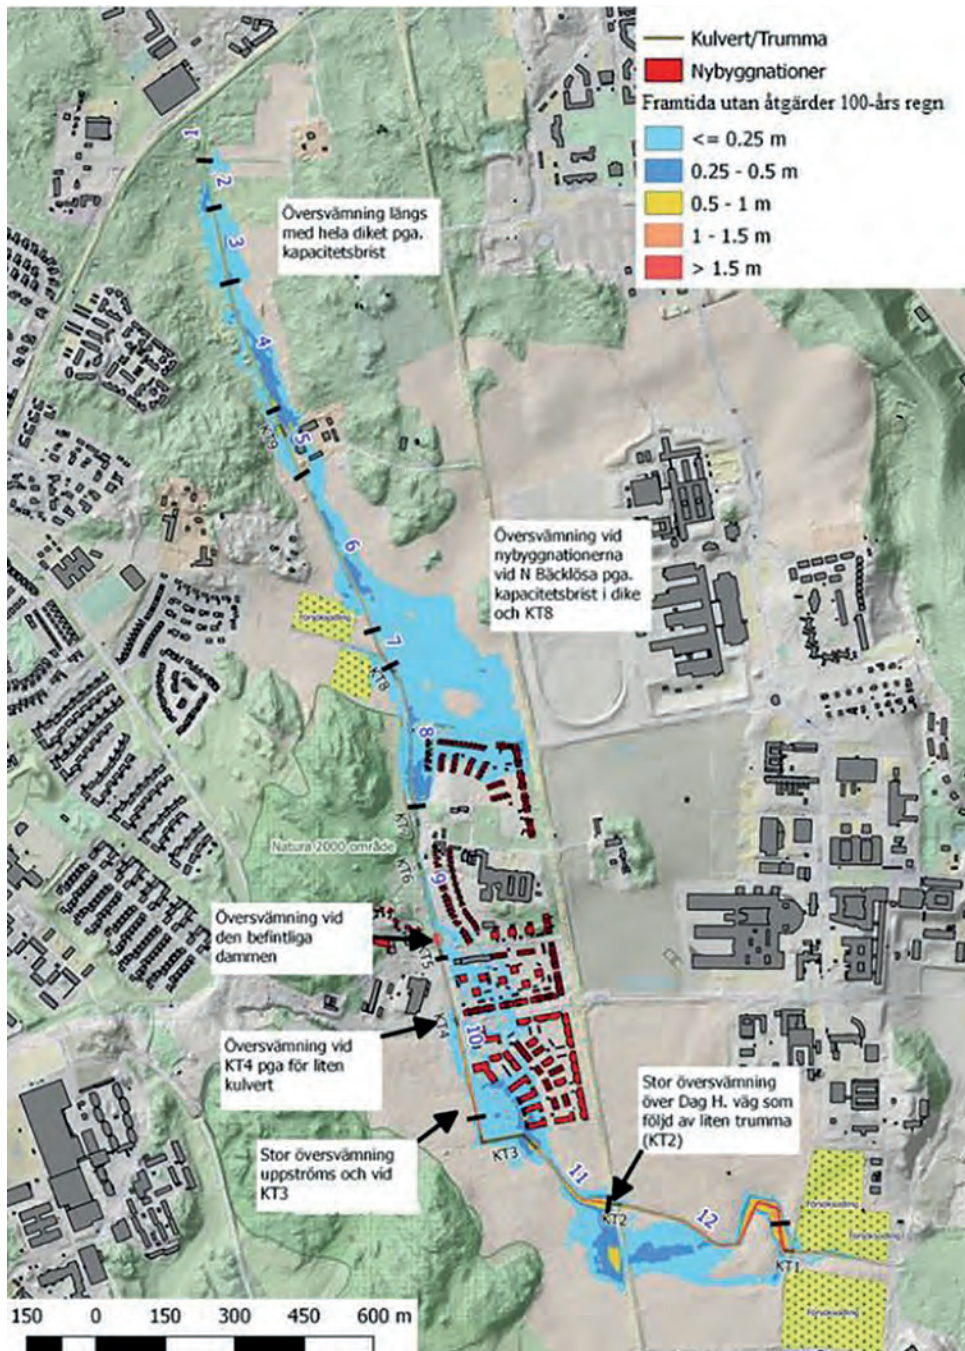 Kulvert/Trumma
Nybyggnationer
Framtida utan åtgärder 100-års regn
<= 0.25 m
0.25 - 0.5 m
0.5 - 1 m
1 - 1.5 m
> 1.5 m
1
2
3
Översvämning längs
med hela diket pga.
kapacitetsbrist
4
KT9
5
6
Översvämning vid
nybyggnationerna
vid N Bäcklösa pga.
kapacitetsbrist i dike
och KT8
Försöksodling
7
KT8
8
KT7
Natura 2000 område
KT6
9
Översvämning vid
den befintliga
dammen
KT5
KT4
10
Översvämning vid
KT4 pga för liten
kulvert
Stor översvämning
över Dag H. väg som
följd av liten trumma
(KT2)
Stor översvämning
uppströms och vid
KT3
KT3
11
KT2
12
Försöksodling
Försöksodling
KT1
Försöksodling
150 0 150 300 450 600 m